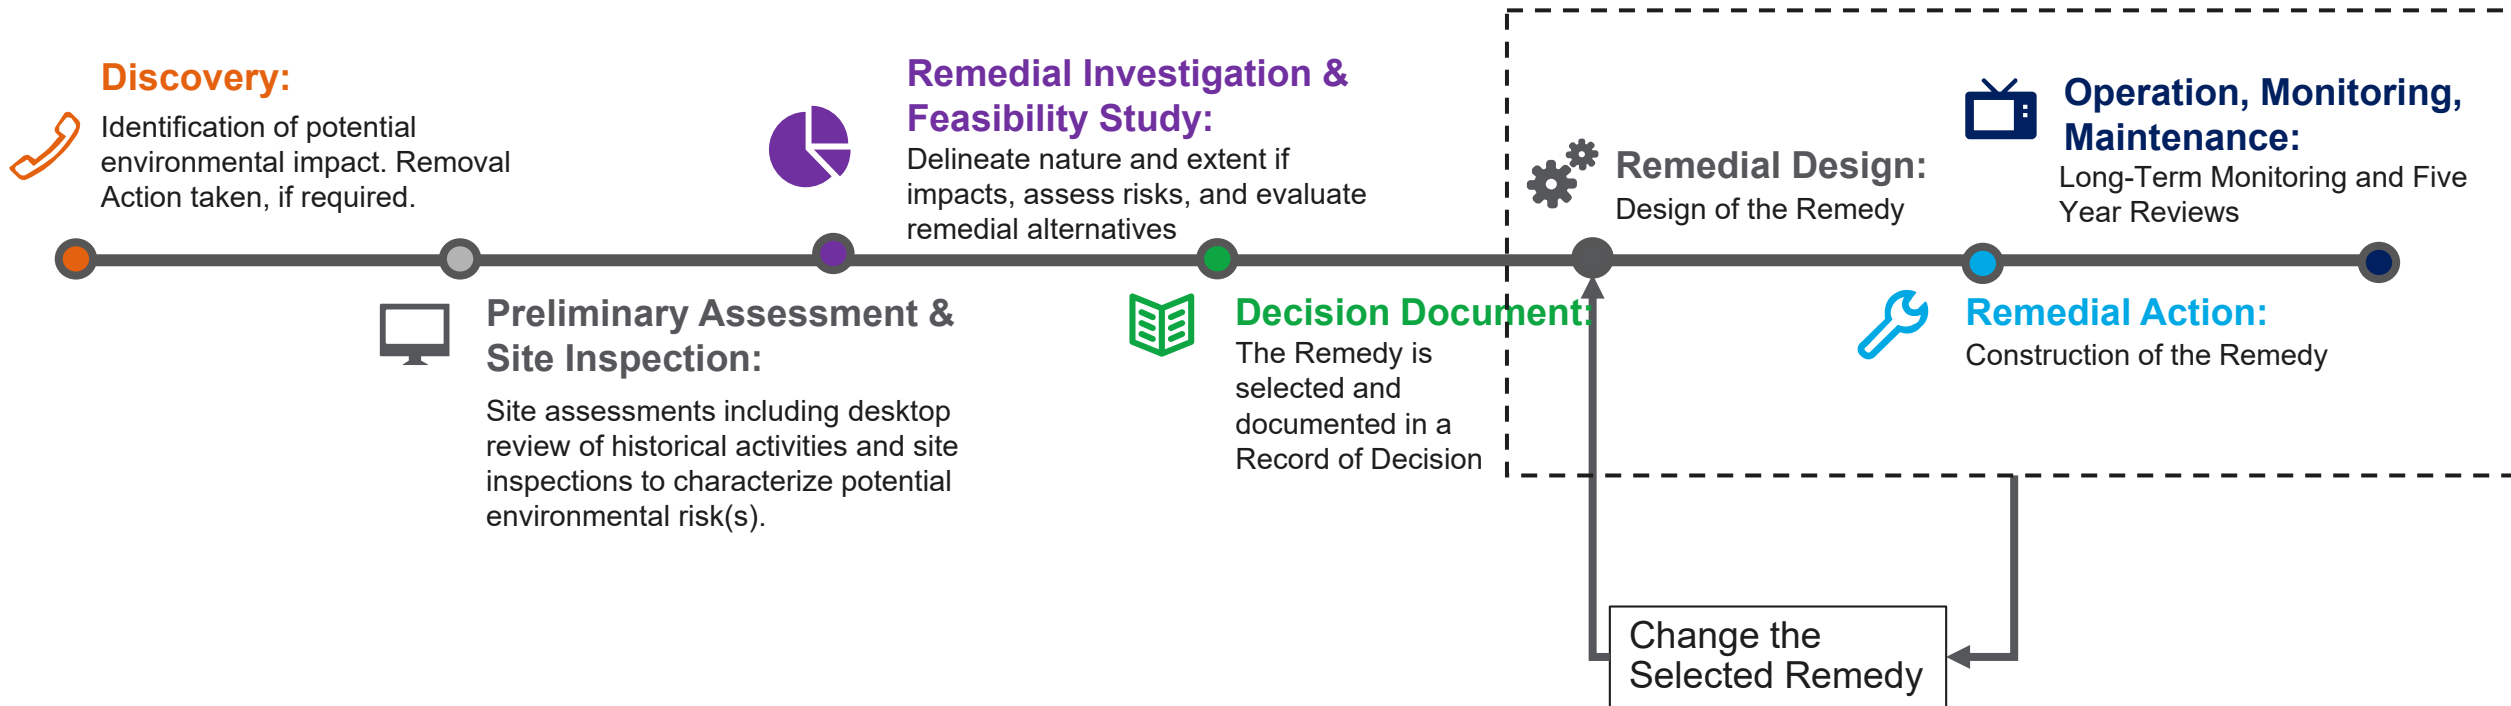 Discovery:
Identification of potential
environmental impact. Removal
Action taken, if required.
Preliminary Assessment &
Site Inspection:
Site assessments including desktop
review of historical activities and site
inspections to characterize potential
environmental risk(s).
Remedial Investigation &
Feasibility Study:
Delineate nature and extent if
impacts, assess risks, and evaluate
remedial alternatives
Decision Document:
The Remedy is
selected and
documented in a
Record of Decision
Remedial Design:
Design of the Remedy
Remedial Action:
Construction of the Remedy
Operation, Monitoring,
Maintenance:
Long-Term Monitoring and Five
Year Reviews
Change the
Selected Remedy